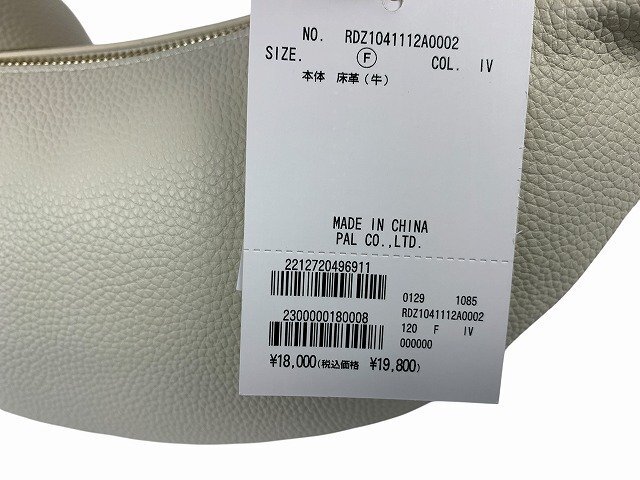 NO. RDZ1041112A0002
SIZE. F COL. IV
本体 床革（牛）
MADE IN CHINA
PAL CO.,LTD.
2212720496911
0129 1085
2300000180008 RDZ1041112A0002
120 F IV
000000
¥18,000(税込価格 ¥19,800)